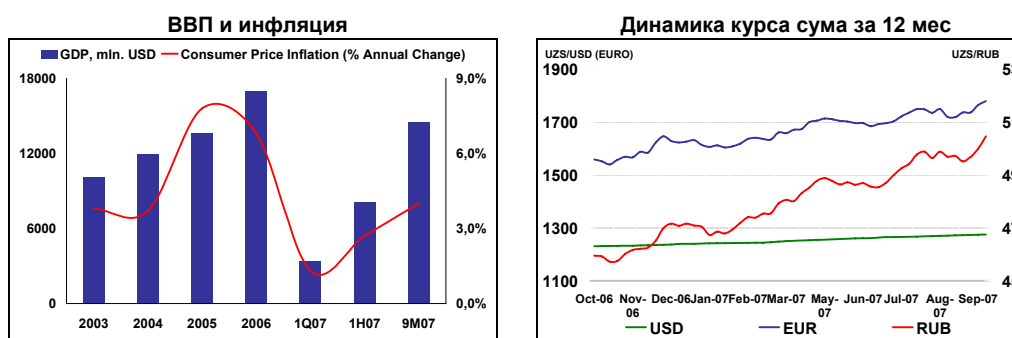 ВВП и инфляция
GDP, mln. USD
Consumer Price Inflation (% Annual Change)
18000
12000
6000
0
9,0%
6,0%
3,0%
0,0%
2003 2004 2005 2006 1Q07 1H07 9M07
Динамика курса сума за 12 мес
UZS/USD (EURO)
UZS/RUB
1900
1700
1500
1300
1100
Oct-06 Nov-06 Dec-06 Jan-07 Feb-07 Mar-07 May-07 Jun-07 Jul-07 Aug-07 Sep-07
USD EUR RUB